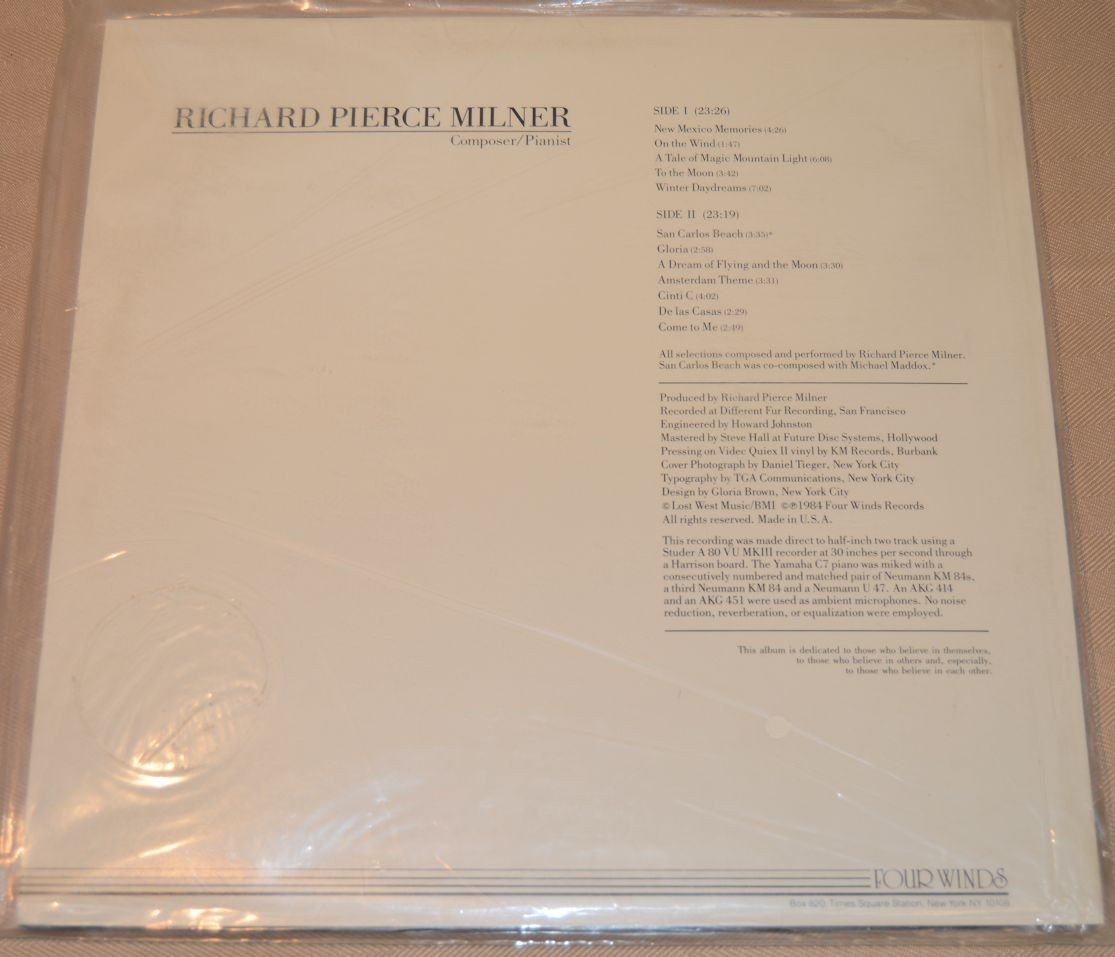 RICHARD PIERCE MILNER
Composer/Pianist
SIDE I (23:26)
New Mexico Memories (4:26)
On the Wind (1:47)
A Tale of Magic Mountain Light (6:08)
To the Moon (3:42)
Winter Daydreams (7:02)
SIDE II (23:19)
San Carlos Beach (3:35)*
Gloria (2:58)
A Dream of Flying and the Moon (3:30)
Amsterdam Theme (3:31)
Cinti C (4:02)
De las Casas (2:29)
Come to Me (2:49)
All selections composed and performed by Richard Pierce Milner.
San Carlos Beach was co-composed with Michael Maddox.*
Produced by Richard Pierce Milner
Recorded at Different Fur Recording, San Francisco
Engineered by Howard Johnston
Mastered by Steve Hall at Future Disc Systems, Hollywood
Pressing on Videc Quiex II vinyl by KM Records, Burbank
Cover Photograph by Daniel Tieger, New York City
Typography by TGA Communications, New York City
Design by Gloria Brown, New York City
© Lost West Music/BMI ©℗1984 Four Winds Records
All rights reserved. Made in U.S.A.
This recording was made direct to half-inch two track using a
Studer A 80 VU MKIII recorder at 30 inches per second through
a Harrison board. The Yamaha C7 piano was miked with a
consecutively numbered and matched pair of Neumann KM 84s,
a third Neumann KM 84 and a Neumann U 47. An AKG 414
and an AKG 451 were used as ambient microphones. No noise
reduction, reverberation, or equalization were employed.
This album is dedicated to those who believe in themselves,
to those who believe in others and, especially,
to those who believe in each other.
FOUR WINDS
Box 820, Times Square Station, New York NY 10108